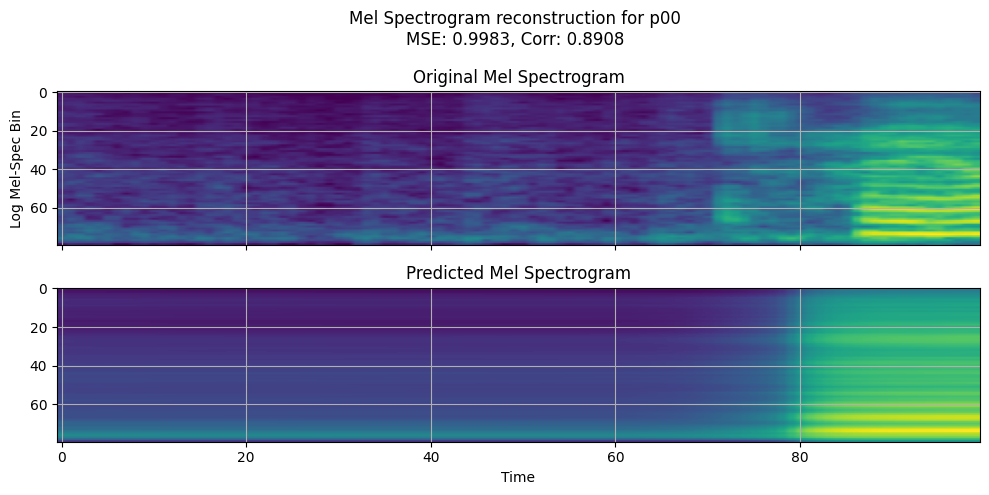 Mel Spectrogram reconstruction for p00
MSE: 0.9983, Corr: 0.8908
Original Mel Spectrogram
0
20
40
60
Log Mel-Spec Bin
Predicted Mel Spectrogram
0
20
40
60
0 20 40 60 80
Time